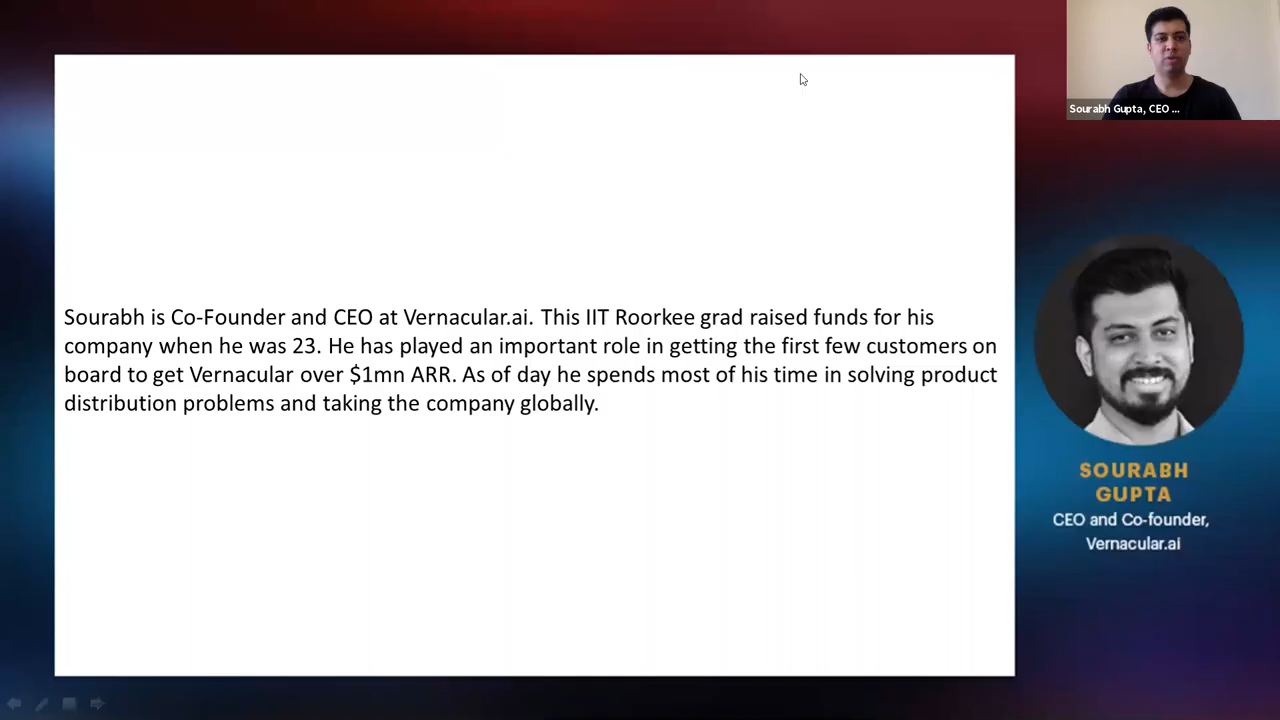 Sourabh Gupta, CEO ...
Sourabh is Co-Founder and CEO at Vernacular.ai. This IIT Roorkee grad raised funds for his
company when he was 23. He has played an important role in getting the first few customers on
board to get Vernacular over $1mn ARR. As of day he spends most of his time in solving product
distribution problems and taking the company globally.
SOURABH
GUPTA
CEO and Co-founder,
Vernacular.ai